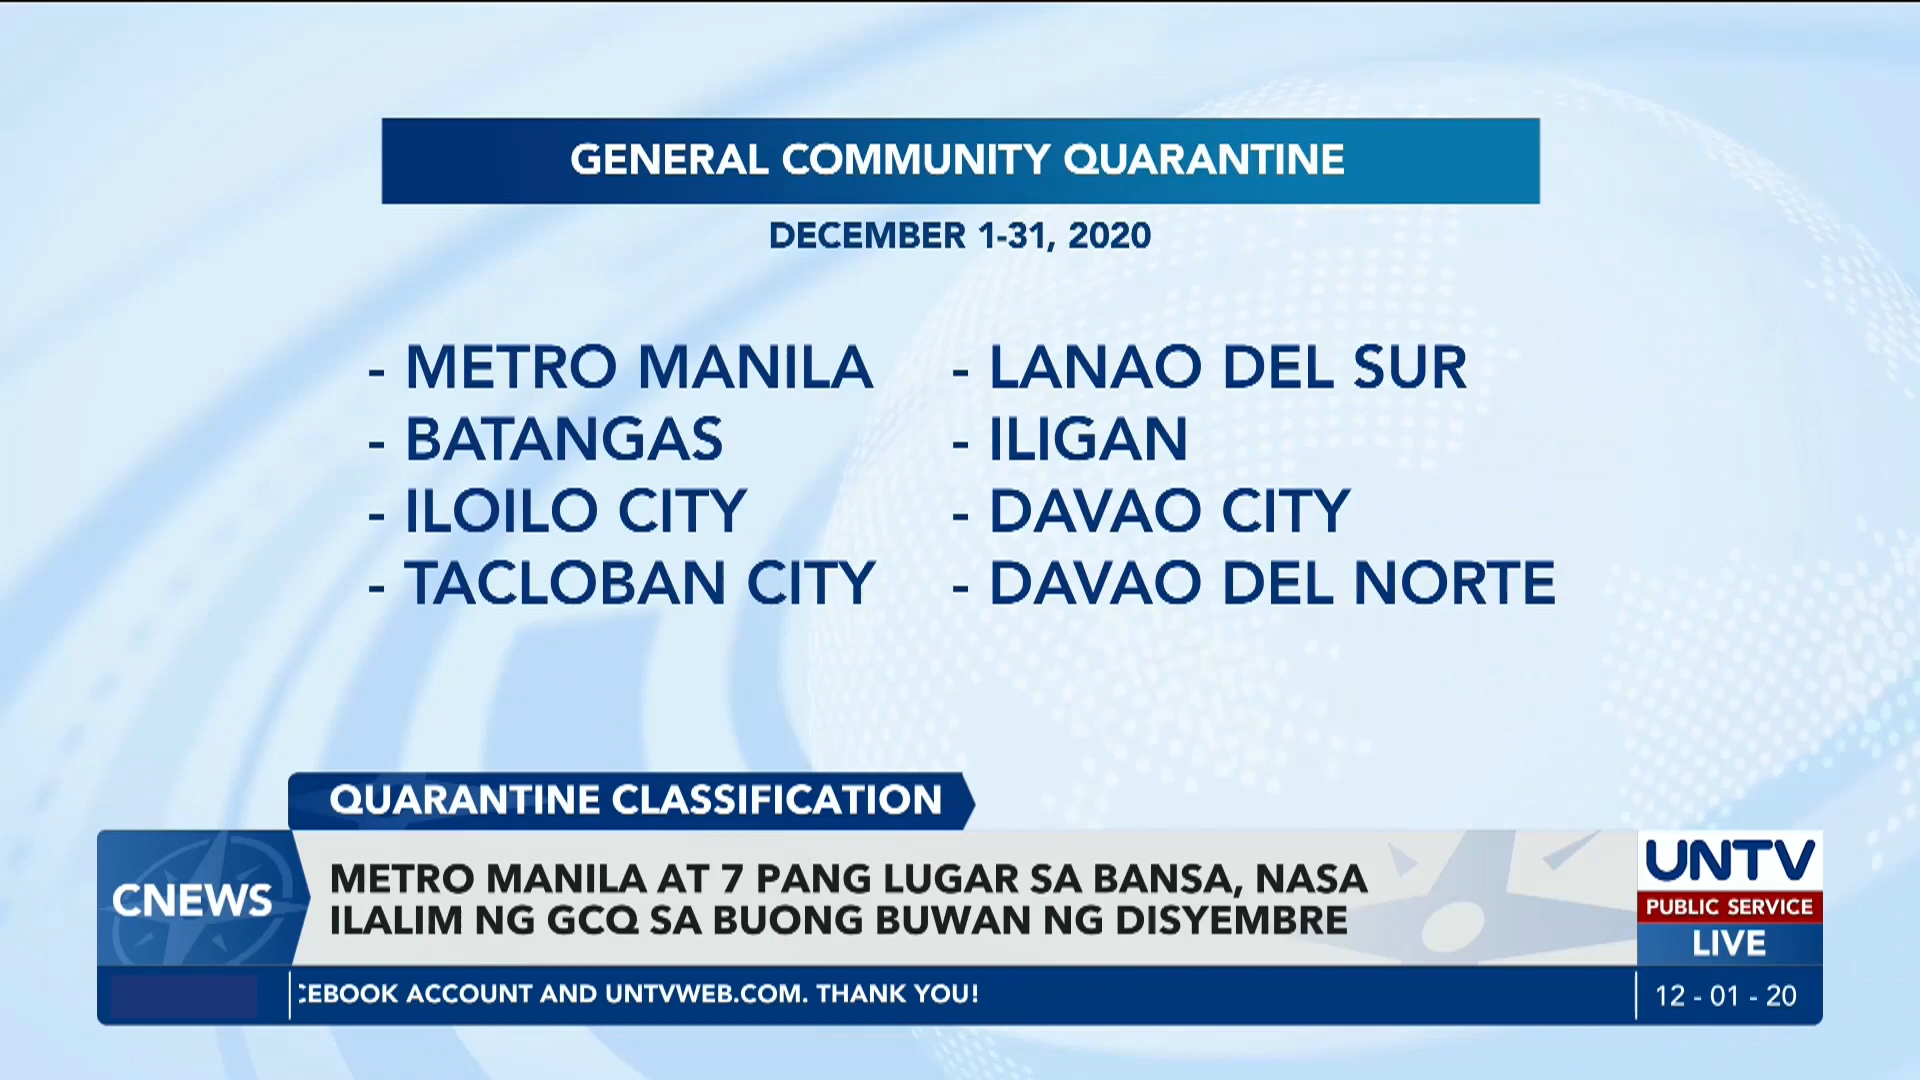 GENERAL COMMUNITY QUARANTINE
DECEMBER 1-31, 2020
- METRO MANILA
- BATANGAS
- ILOILO CITY
- TACLOBAN CITY
- LANAO DEL SUR
- ILIGAN
- DAVAO CITY
- DAVAO DEL NORTE
QUARANTINE CLASSIFICATION
CNEWS
METRO MANILA AT 7 PANG LUGAR SA BANSA, NASA
ILALIM NG GCQ SA BUONG BUWAN NG DISYEMBRE
UNTV
PUBLIC SERVICE
LIVE
CEBOOK ACCOUNT AND UNTVWEB.COM. THANK YOU!
12 - 01 - 20